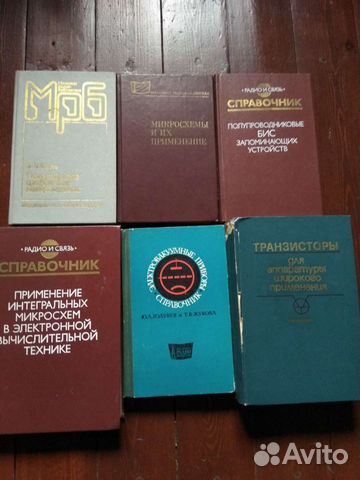 МРБ
МИКРОСХЕМЫ
И ИХ
ПРИМЕНЕНИЕ
•РАДИО И СВЯЗЬ•
СПРАВОЧНИК
ПОЛУПРОВОДНИКОВЫЕ
БИС
ЗАПОМИНАЮЩИХ
УСТРОЙСТВ
•РАДИО И СВЯЗЬ•
СПРАВОЧНИК
ПРИМЕНЕНИЕ
ИНТЕГРАЛЬНЫХ
МИКРОСХЕМ
В ЭЛЕКТРОННОЙ
ВЫЧИСЛИТЕЛЬНОЙ
ТЕХНИКЕ
ЭЛЕКТРОВАКУУМНЫЕ ПРИБОРЫ
СПРАВОЧНИК
ТРАНЗИСТОРЫ
для
аппаратуры
широкого
применения
Avito